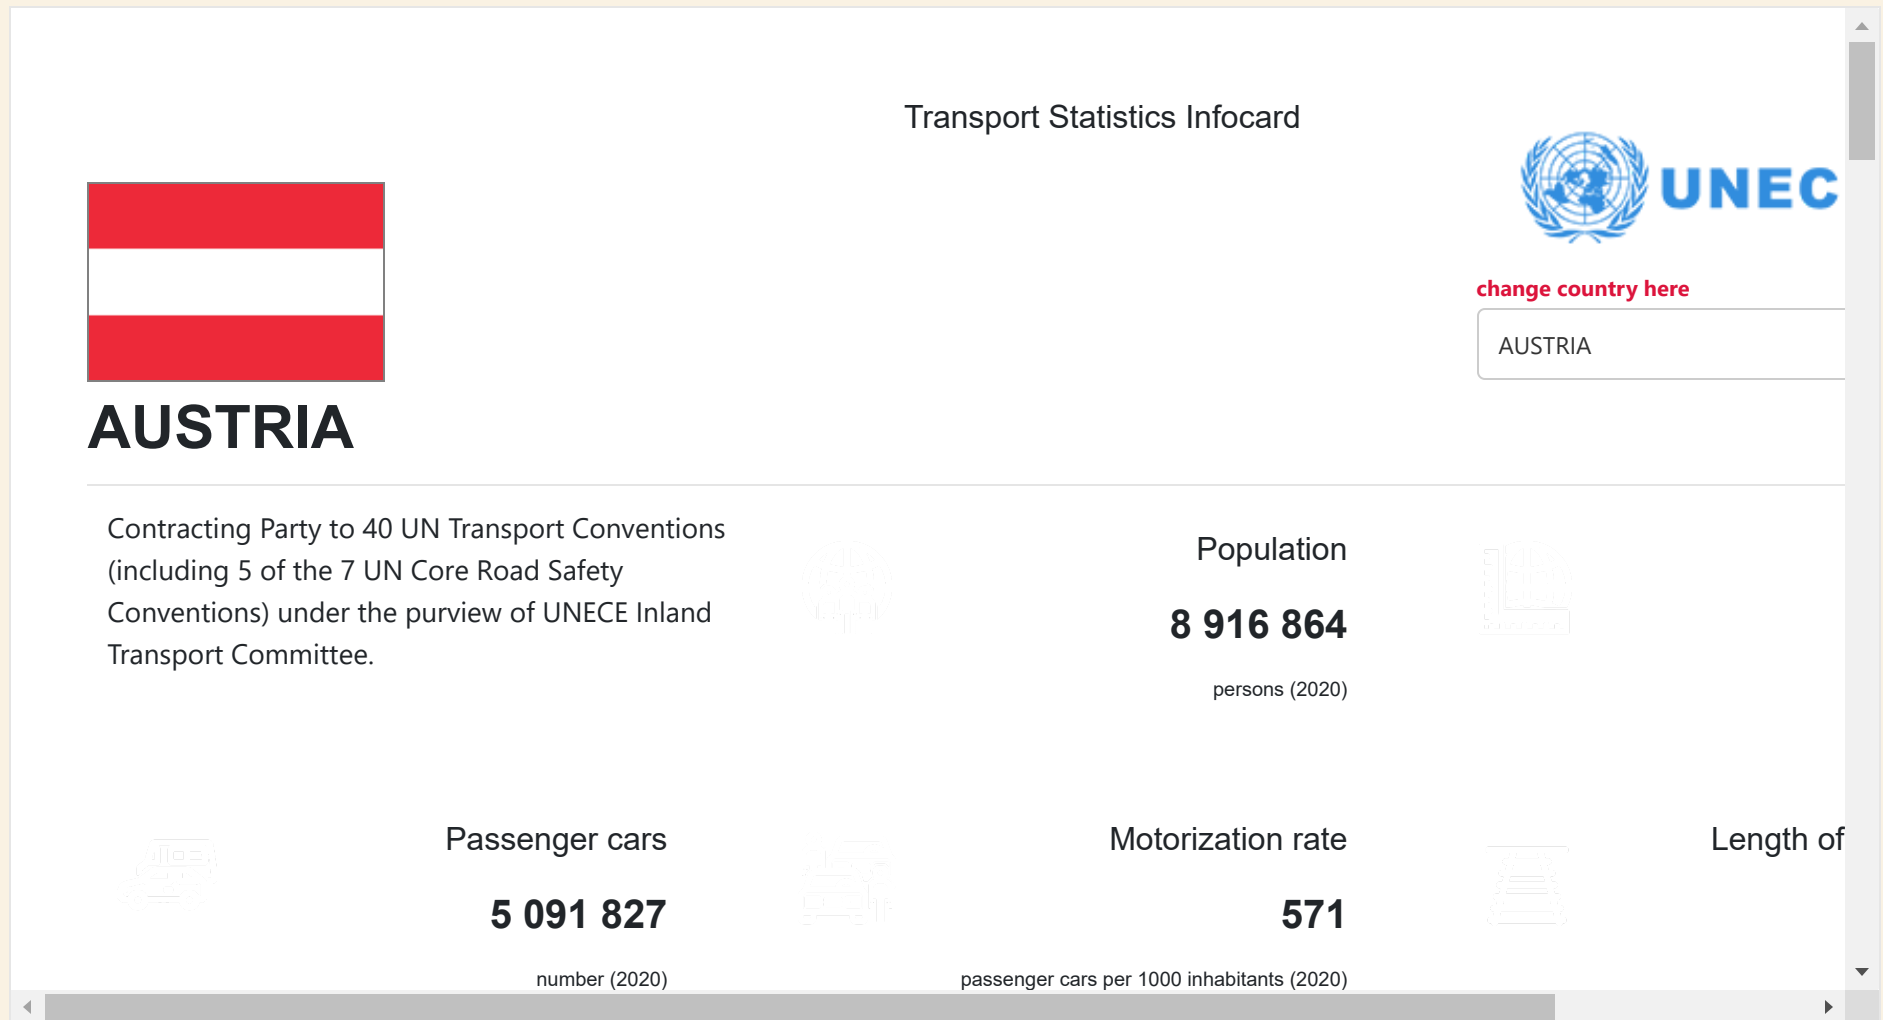 Transport Statistics Infocard
UNEC
change country here
AUSTRIA
AUSTRIA
Contracting Party to 40 UN Transport Conventions
(including 5 of the 7 UN Core Road Safety
Conventions) under the purview of UNECE Inland
Transport Committee.
Population
8 916 864
persons (2020)
Passenger cars
5 091 827
number (2020)
Motorization rate
571
passenger cars per 1000 inhabitants (2020)
Length of